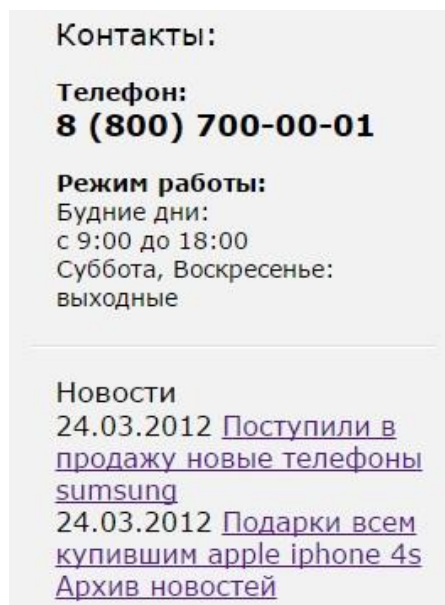 Контакты:
Телефон:
8 (800) 700-00-01
Режим работы:
Будние дни:
с 9:00 до 18:00
Суббота, Воскресенье:
выходные
Новости
24.03.2012 Поступили в
продажу новые телефоны
sumsung
24.03.2012 Подарки всем
купившим apple iphone 4s
Архив новостей